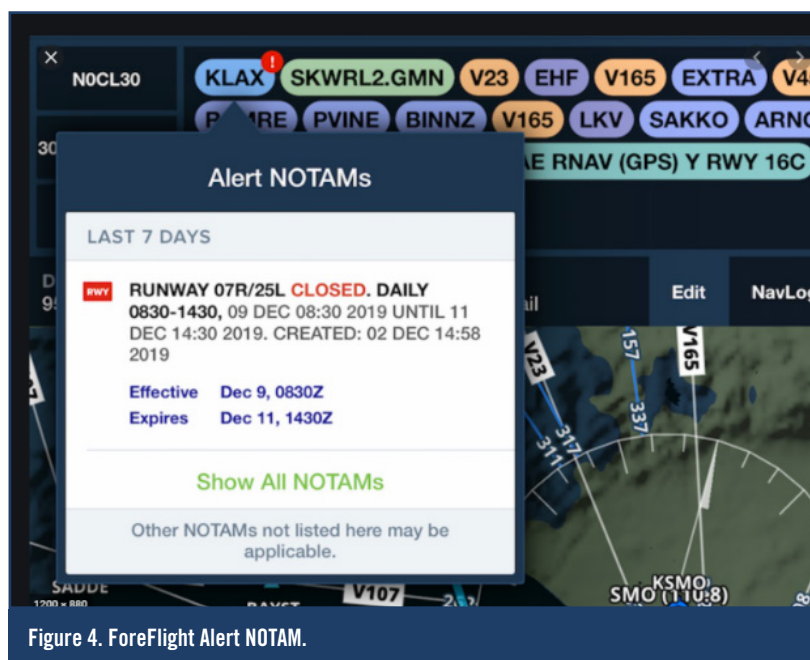 N0CL30
KLAX ! SKWRL2.GMN V23 EHF V165 EXTRA
PVINE BINNZ V165 LKV SAKKO
RNAV (GPS) Y RWY 16C
Alert NOTAMs
LAST 7 DAYS
Edit NavLog
RWY RUNWAY 07R/25L CLOSED. DAILY
0830-1430, 09 DEC 08:30 2019 UNTIL 11
DEC 14:30 2019. CREATED: 02 DEC 14:58
2019
Effective Dec 9, 0830Z
Expires Dec 11, 1430Z
Show All NOTAMs
Other NOTAMs not listed here may be
applicable.
V23
157
V165
337
317
311
SADDE
1200 × 880
V107
KSMO
SMO (110.8)
Figure 4. ForeFlight Alert NOTAM.